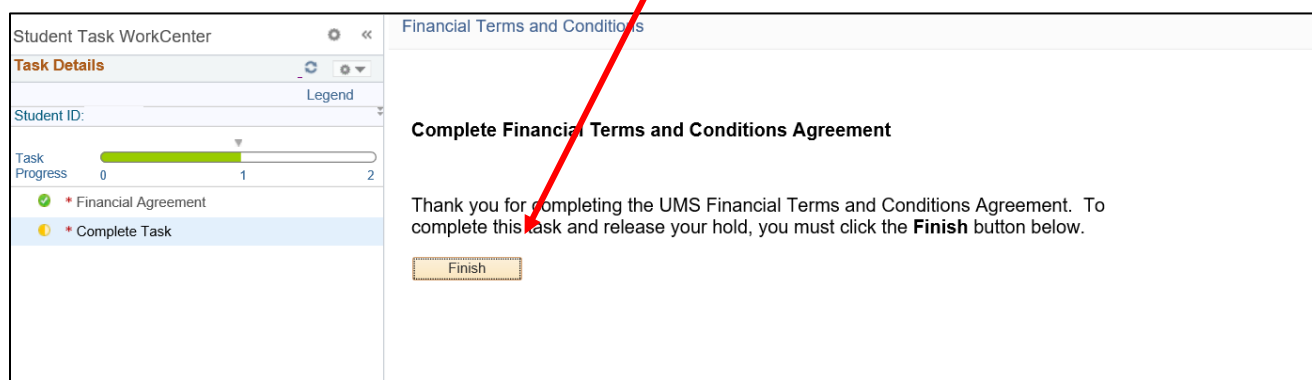 Student Task WorkCenter
Task Details
Legend
Student ID:
Task
Progress
0 1 2
* Financial Agreement
* Complete Task
Financial Terms and Conditions
Complete Financial Terms and Conditions Agreement
Thank you for completing the UMS Financial Terms and Conditions Agreement. To
complete this task and release your hold, you must click the Finish button below.
Finish